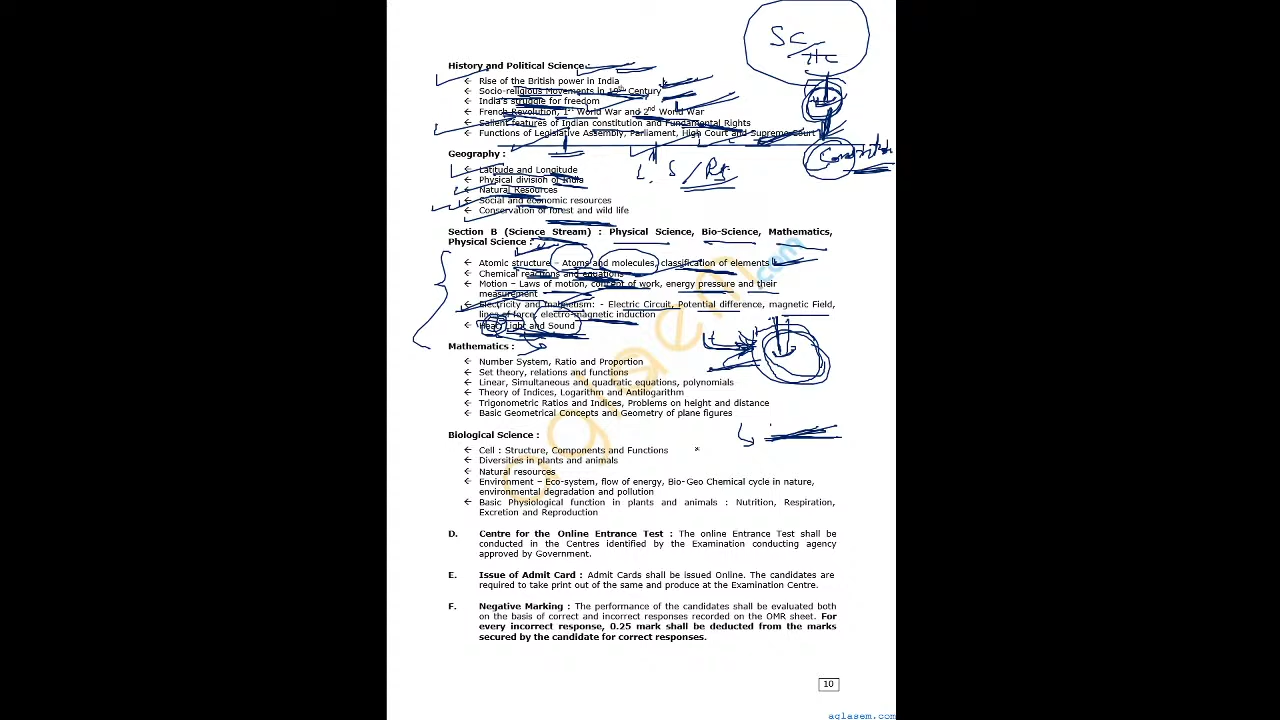 SC
History and Political Science :
← Rise of the British power in India
← Socio-religious Movements in 19th Century
← India's struggle for freedom
← French Revolution, 1st World War and 2nd World War
← Salient features of Indian constitution and Fundamental Rights
← Functions of Legislative Assembly, Parliament, High Court and Supreme Court
Geography :
L. S / RS
← Latitude and Longitude
← Physical division of India
← Natural Resources
← Social and economic resources
← Conservation of forest and wild life
Section B (Science Stream) : Physical Science, Bio-Science, Mathematics,
Physical Science :
← Atomic structure – Atoms and molecules, classification of elements
← Chemical reactions and equations
← Motion – Laws of motion, concept of work, energy pressure and their
measurement
← Electricity and magnetism: - Electric Circuit, Potential difference, magnetic Field,
lines of force, electro-magnetic induction
← Heat, Light and Sound
Mathematics :
← Number System, Ratio and Proportion
← Set theory, relations and functions
← Linear, Simultaneous and quadratic equations, polynomials
← Theory of Indices, Logarithm and Antilogarithm
← Trigonometric Ratios and Indices, Problems on height and distance
← Basic Geometrical Concepts and Geometry of plane figures
Biological Science :
← Cell : Structure, Components and Functions
← Diversities in plants and animals
← Natural resources
← Environment – Eco-system, flow of energy, Bio-Geo Chemical cycle in nature,
environmental degradation and pollution
← Basic Physiological function in plants and animals : Nutrition, Respiration,
Excretion and Reproduction
D. Centre for the Online Entrance Test : The online Entrance Test shall be
conducted in the Centres identified by the Examination conducting agency
approved by Government.
E. Issue of Admit Card : Admit Cards shall be issued Online. The candidates are
required to take print out of the same and produce at the Examination Centre.
F. Negative Marking : The performance of the candidates shall be evaluated both
on the basis of correct and incorrect responses recorded on the OMR sheet. For
every incorrect response, 0.25 mark shall be deducted from the marks
secured by the candidate for correct responses.
10
aglasem.com
aglasem.com